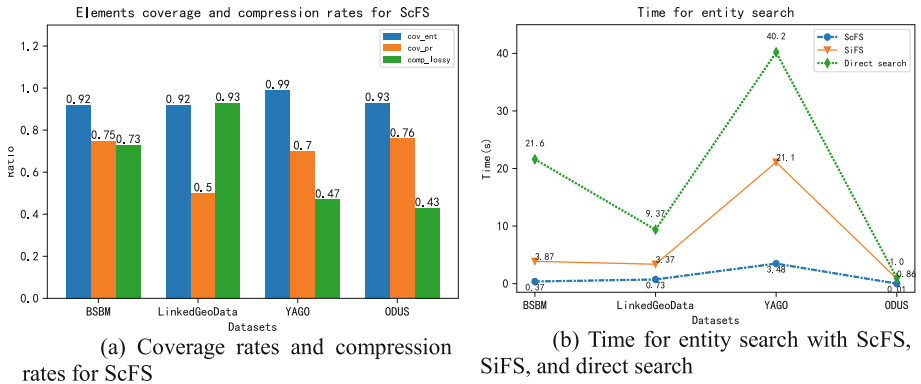 Elements coverage and compression rates for ScFS
cov_ent
cov_pr
comp_lossy
1.2
1.0
0.8
0.6
0.4
0.2
0.0
Ratio
0.92
0.75
0.73
0.92
0.5
0.93
0.99
0.7
0.47
0.93
0.76
0.43
BSBM
LinkedGeoData
YAGO
ODUS
Datasets
(a) Coverage rates and compression
rates for ScFS
Time for entity search
ScFS
SiFS
Direct search
40
30
20
10
0
Time(s)
21.6
9.37
40.2
1.0
3.87
3.37
21.1
0.86
0.37
0.73
3.48
0.01
BSBM
LinkedGeoData
YAGO
ODUS
Datasets
(b) Time for entity search with ScFS,
SiFS, and direct search